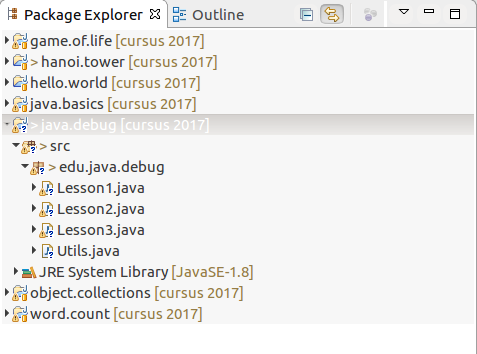 Package Explorer Outline
game.of.life [cursus 2017]
> hanoi.tower [cursus 2017]
hello.world [cursus 2017]
java.basics [cursus 2017]
> java.debug [cursus 2017]
> src
> edu.java.debug
Lesson1.java
Lesson2.java
Lesson3.java
Utils.java
JRE System Library [JavaSE-1.8]
object.collections [cursus 2017]
word.count [cursus 2017]